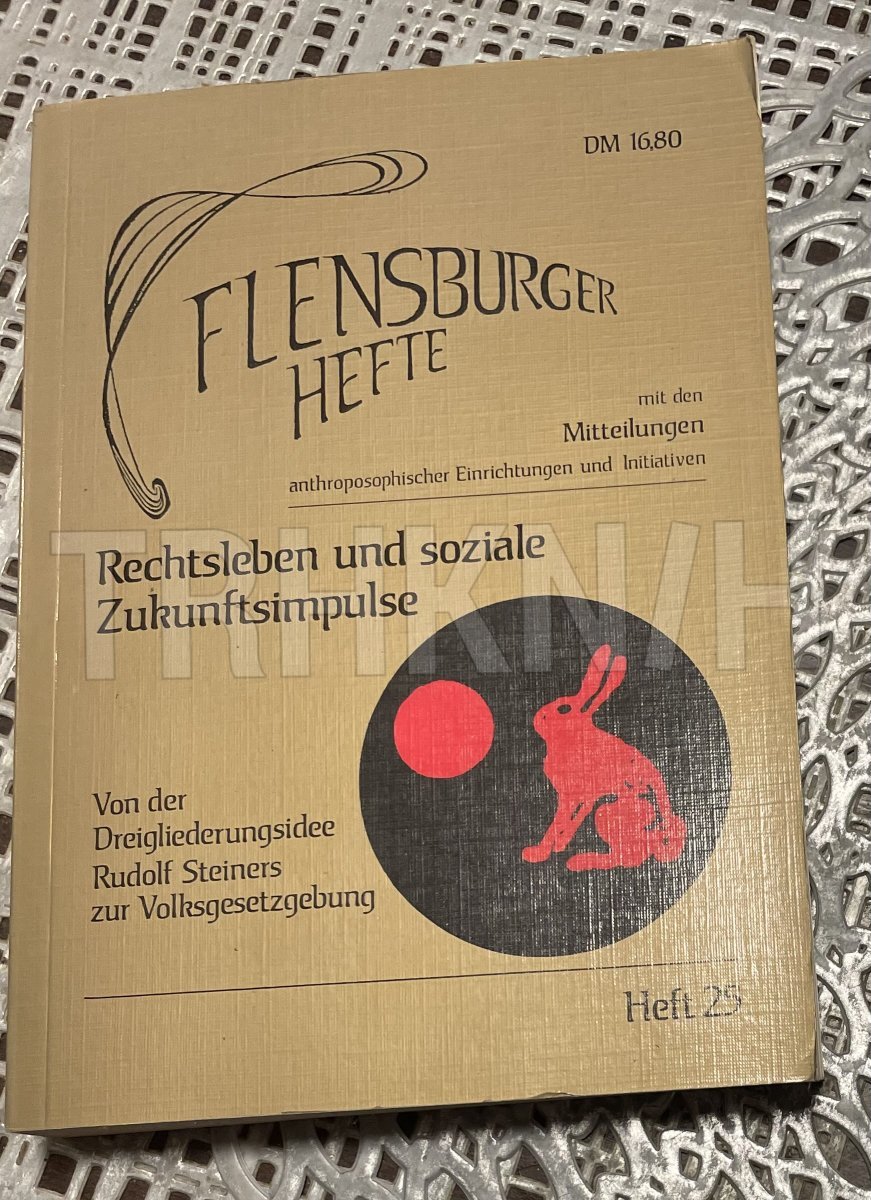 DM 16,80
FLENSBURGER
HEFTE
mit den
Mitteilungen
anthroposophischer Einrichtungen und Initiativen
Rechtsleben und soziale
Zukunftsimpulse
TRHKN/H
Von der
Dreigliederungsidee
Rudolf Steiners
zur Volksgesetzgebung
Heft 25